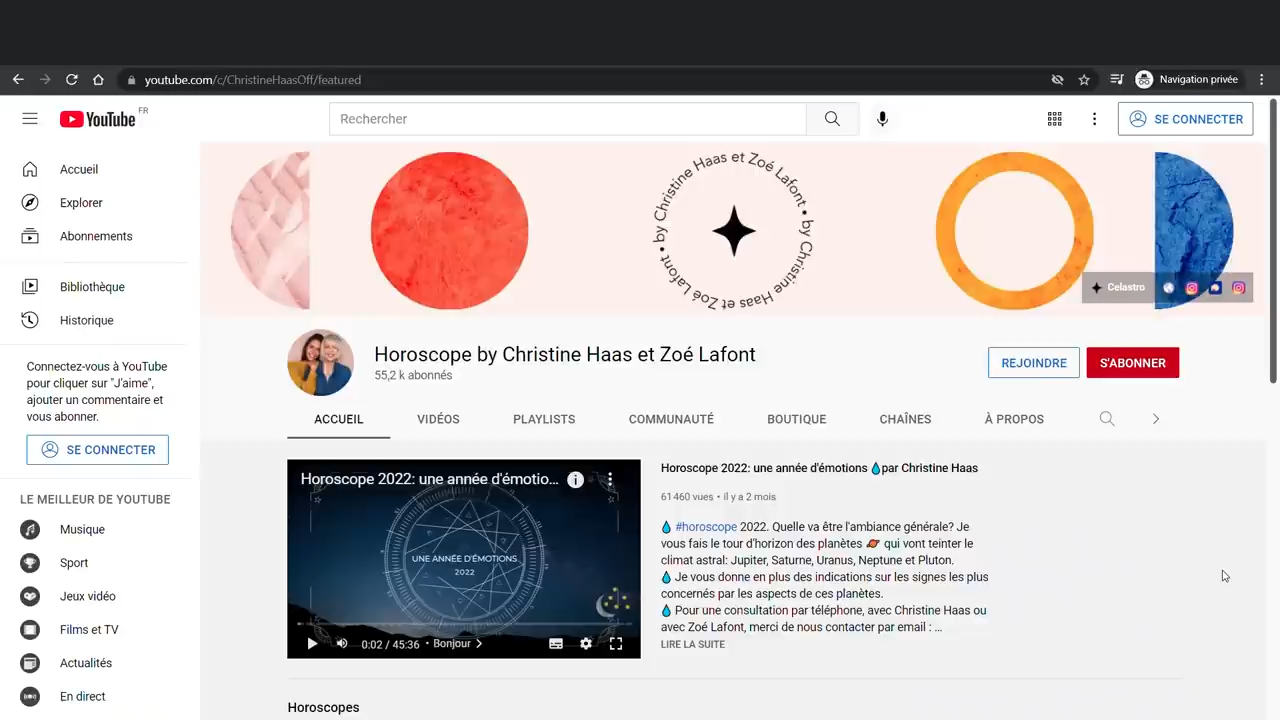 youtube.com/c/ChristineHaasOff/featured
Navigation privée
YouTube FR
Rechercher
SE CONNECTER
Accueil
Explorer
Abonnements
Bibliothèque
Historique
Connectez-vous à YouTube
pour cliquer sur "J'aime",
ajouter un commentaire et
vous abonner.
SE CONNECTER
LE MEILLEUR DE YOUTUBE
Musique
Sport
Jeux vidéo
Films et TV
Actualités
En direct
by Christine Haas et Zoé Lafont • by Christine Haas et Zoé Lafont •
Celastro
Horoscope by Christine Haas et Zoé Lafont
55,2 k abonnés
REJOINDRE
S'ABONNER
ACCUEIL
VIDÉOS
PLAYLISTS
COMMUNAUTÉ
BOUTIQUE
CHAÎNES
À PROPOS
Horoscope 2022: une année d'émotio...
UNE ANNÉE D'ÉMOTIONS
2022
0:02 / 45:36 • Bonjour
Horoscope 2022: une année d'émotions 💧par Christine Haas
61 460 vues • il y a 2 mois
💧 #horoscope 2022. Quelle va être l'ambiance générale? Je
vous fais le tour d'horizon des planètes 🪐 qui vont teinter le
climat astral: Jupiter, Saturne, Uranus, Neptune et Pluton.
💧 Je vous donne en plus des indications sur les signes les plus
concernés par les aspects de ces planètes.
💧 Pour une consultation par téléphone, avec Christine Haas ou
avec Zoé Lafont, merci de nous contacter par email : ...
LIRE LA SUITE
Horoscopes